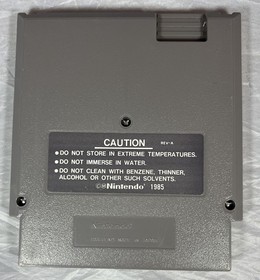 CAUTION REV-A
•DO NOT STORE IN EXTREME TEMPERATURES.
•DO NOT IMMERSE IN WATER.
•DO NOT CLEAN WITH BENZENE, THINNER,
ALCOHOL OR OTHER SUCH SOLVENTS.
©®Nintendo® 1985